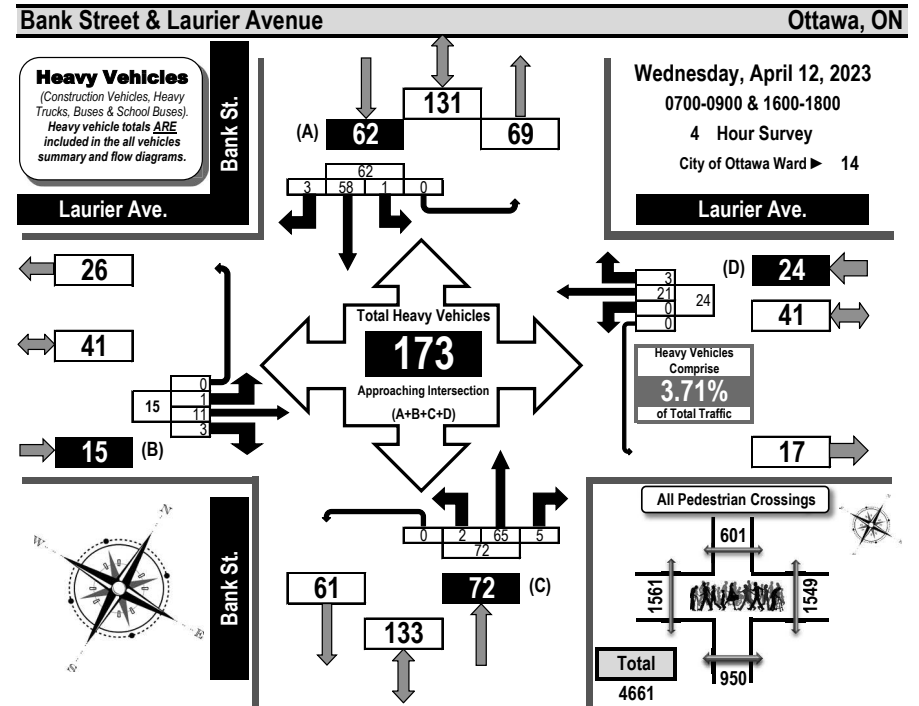 Bank Street & Laurier Avenue
Ottawa, ON
Heavy Vehicles
(Construction Vehicles, Heavy
Trucks, Buses & School Buses).
Heavy vehicle totals ARE
included in the all vehicles
summary and flow diagrams.
Bank St.
Laurier Ave.
131
(A) 62
69
62
3 58 1 0
Wednesday, April 12, 2023
0700-0900 & 1600-1800
4 Hour Survey
City of Ottawa Ward ► 14
Laurier Ave.
26
41
0
1
11
3
15
15 (B)
Total Heavy Vehicles
173
Approaching Intersection
(A+B+C+D)
3
21
0
0
24
(D) 24
41
Heavy Vehicles
Comprise
3.71%
of Total Traffic
17
N
W
E
S
Bank St.
0 2 65 5
72
61
72 (C)
133
All Pedestrian Crossings
601
1561
1549
950
Total
4661